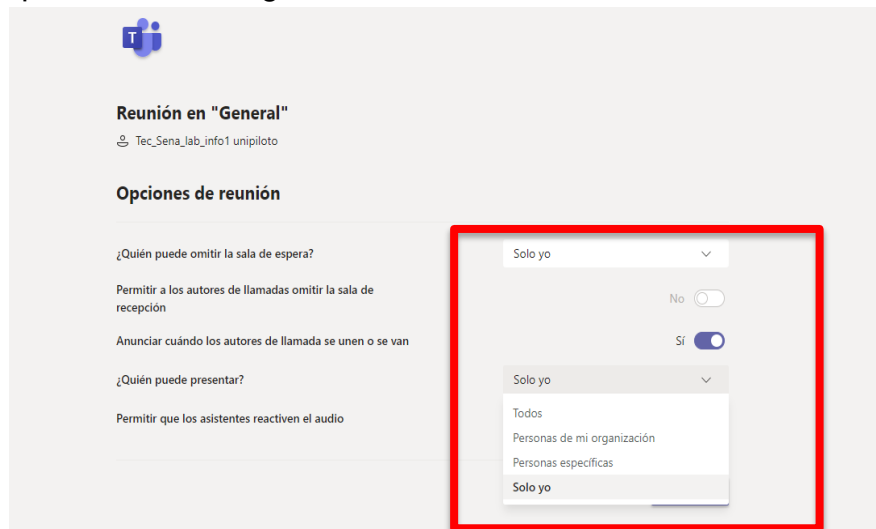 T
Reunión en "General"
Tec_Sena_lab_info1 unipiloto
Opciones de reunión
¿Quién puede omitir la sala de espera?
Solo yo
Permitir a los autores de llamadas omitir la sala de
recepción
No
Anunciar cuándo los autores de llamada se unen o se van
Sí
¿Quién puede presentar?
Solo yo
Permitir que los asistentes reactiven el audio
Todos
Personas de mi organización
Personas específicas
Solo yo